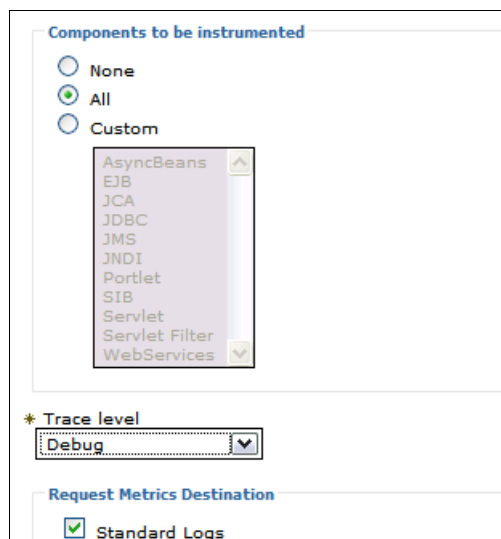 Components to be instrumented
None
All
Custom
AsyncBeans
EJB
JCA
JDBC
JMS
JNDI
Portlet
SIB
Servlet
Servlet Filter
WebServices
* Trace level
Debug
Request Metrics Destination
Standard Logs